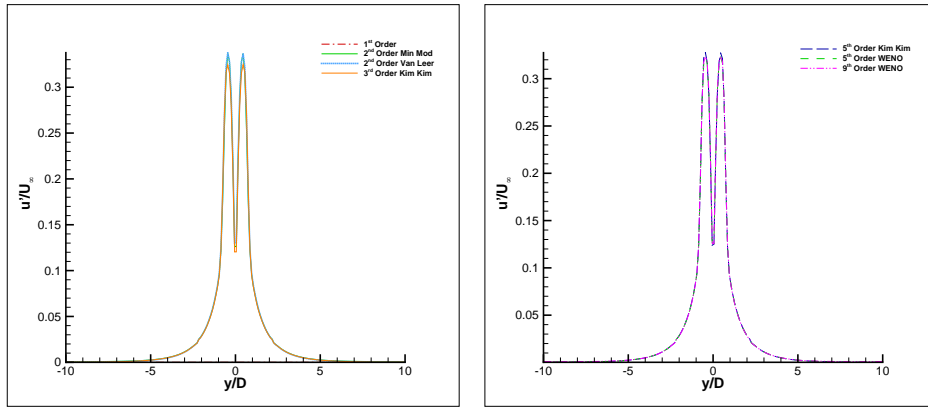 1st Order
2nd Order Min Mod
2nd Order Van Leer
3rd Order Kim Kim
u'/U∞
0.3
0.25
0.2
0.15
0.1
0.05
0
-10 -5 0 5 10
y/D
5th Order Kim Kim
5th Order WENO
9th Order WENO
u'/U∞
0.3
0.25
0.2
0.15
0.1
0.05
0
-10 -5 0 5 10
y/D